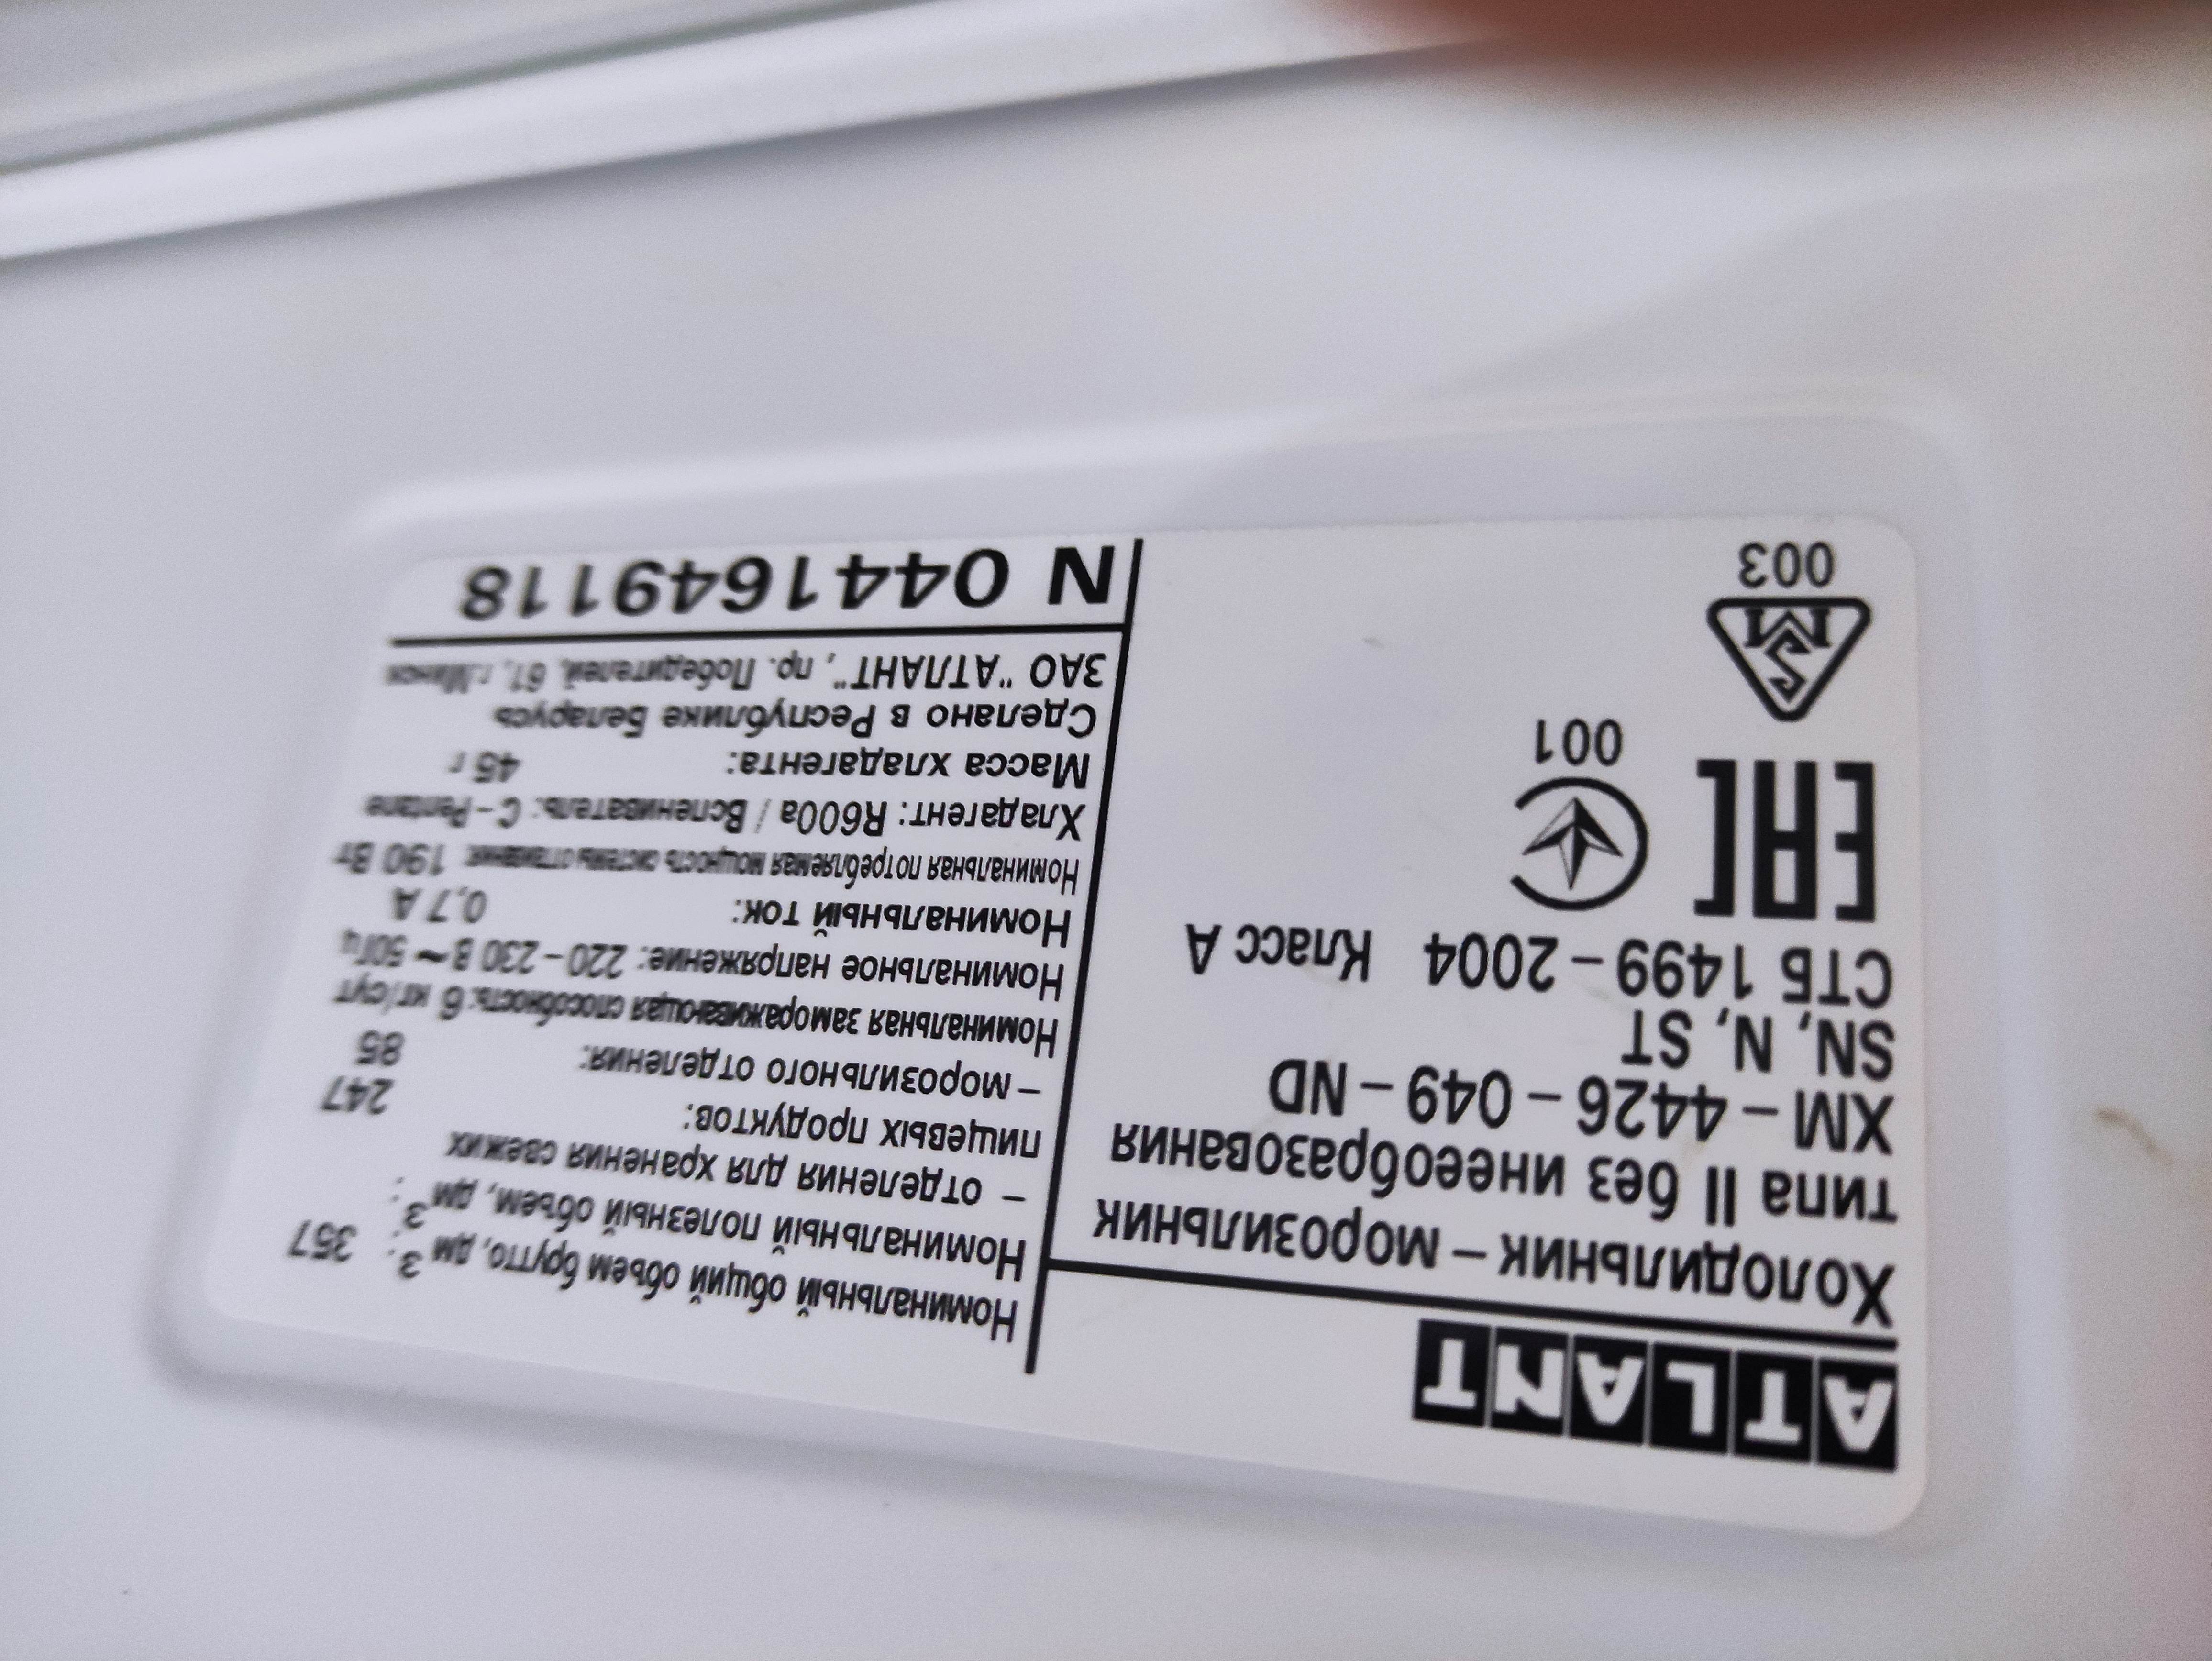 ATLANT
Холодильник – морозильник
типа II без инееобразования
ХМ – 4426 – 049 – ND
SN, N, ST
СТБ 1499 – 2004 Класс А
ЕАС
001
SM
003
Номинальный общий объем брутто, дм³: 357
Номинальный полезный объем, дм³:
– отделения для хранения свежих
пищевых продуктов: 247
– морозильного отделения: 85
Номинальная замораживающая способность: 6 кг/сут
Номинальное напряжение: 220 – 230 В ~ 50Гц
Номинальный ток: 0,7 А
Номинальная потребляемая мощность системы оттаивания: 190 Вт
Хладагент: R600a / Вспениватель: C – Pentane
Масса хладагента: 45 г
Сделано в Республике Беларусь
ЗАО "АТЛАНТ", пр. Победителей, 61, г.Минск
N 0441649118